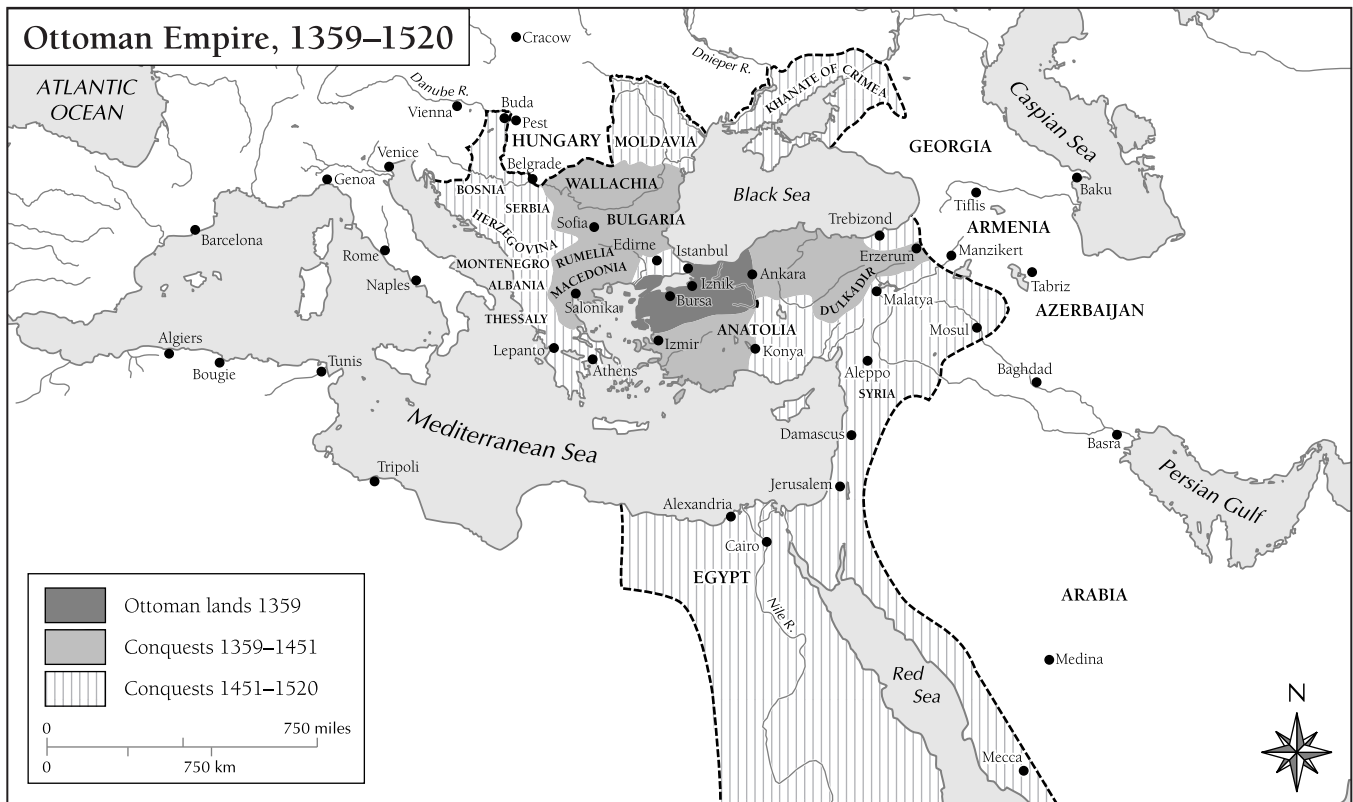 Ottoman Empire, 1359–1520
Cracow
Dnieper R.
KHANATE OF CRIMEA
Caspian Sea
ATLANTIC
OCEAN
Danube R.
Vienna
Buda
Pest
HUNGARY
MOLDAVIA
GEORGIA
Venice
Genoa
Belgrade
BOSNIA
WALLACHIA
Black Sea
Baku
Tiflis
SERBIA
HERZEGOVINA
Sofia
BULGARIA
Trebizond
ARMENIA
Barcelona
Rome
Edirne
Istanbul
Erzerum
Manzikert
MONTENEGRO
RUMELIA
MACEDONIA
Naples
ALBANIA
Iznik
Ankara
Bursa
DULKADIR
Malatya
Tabriz
AZERBAIJAN
Salonika
THESSALY
ANATOLIA
Mosul
Algiers
Bougie
Tunis
Lepanto
Izmir
Konya
Athens
Aleppo
SYRIA
Baghdad
Mediterranean Sea
Damascus
Basra
Persian Gulf
Tripoli
Jerusalem
Alexandria
Cairo
EGYPT
Nile R.
ARABIA
Medina
Red
Sea
Mecca
N
Ottoman lands 1359
Conquests 1359–1451
Conquests 1451–1520
0
750 miles
0
750 km